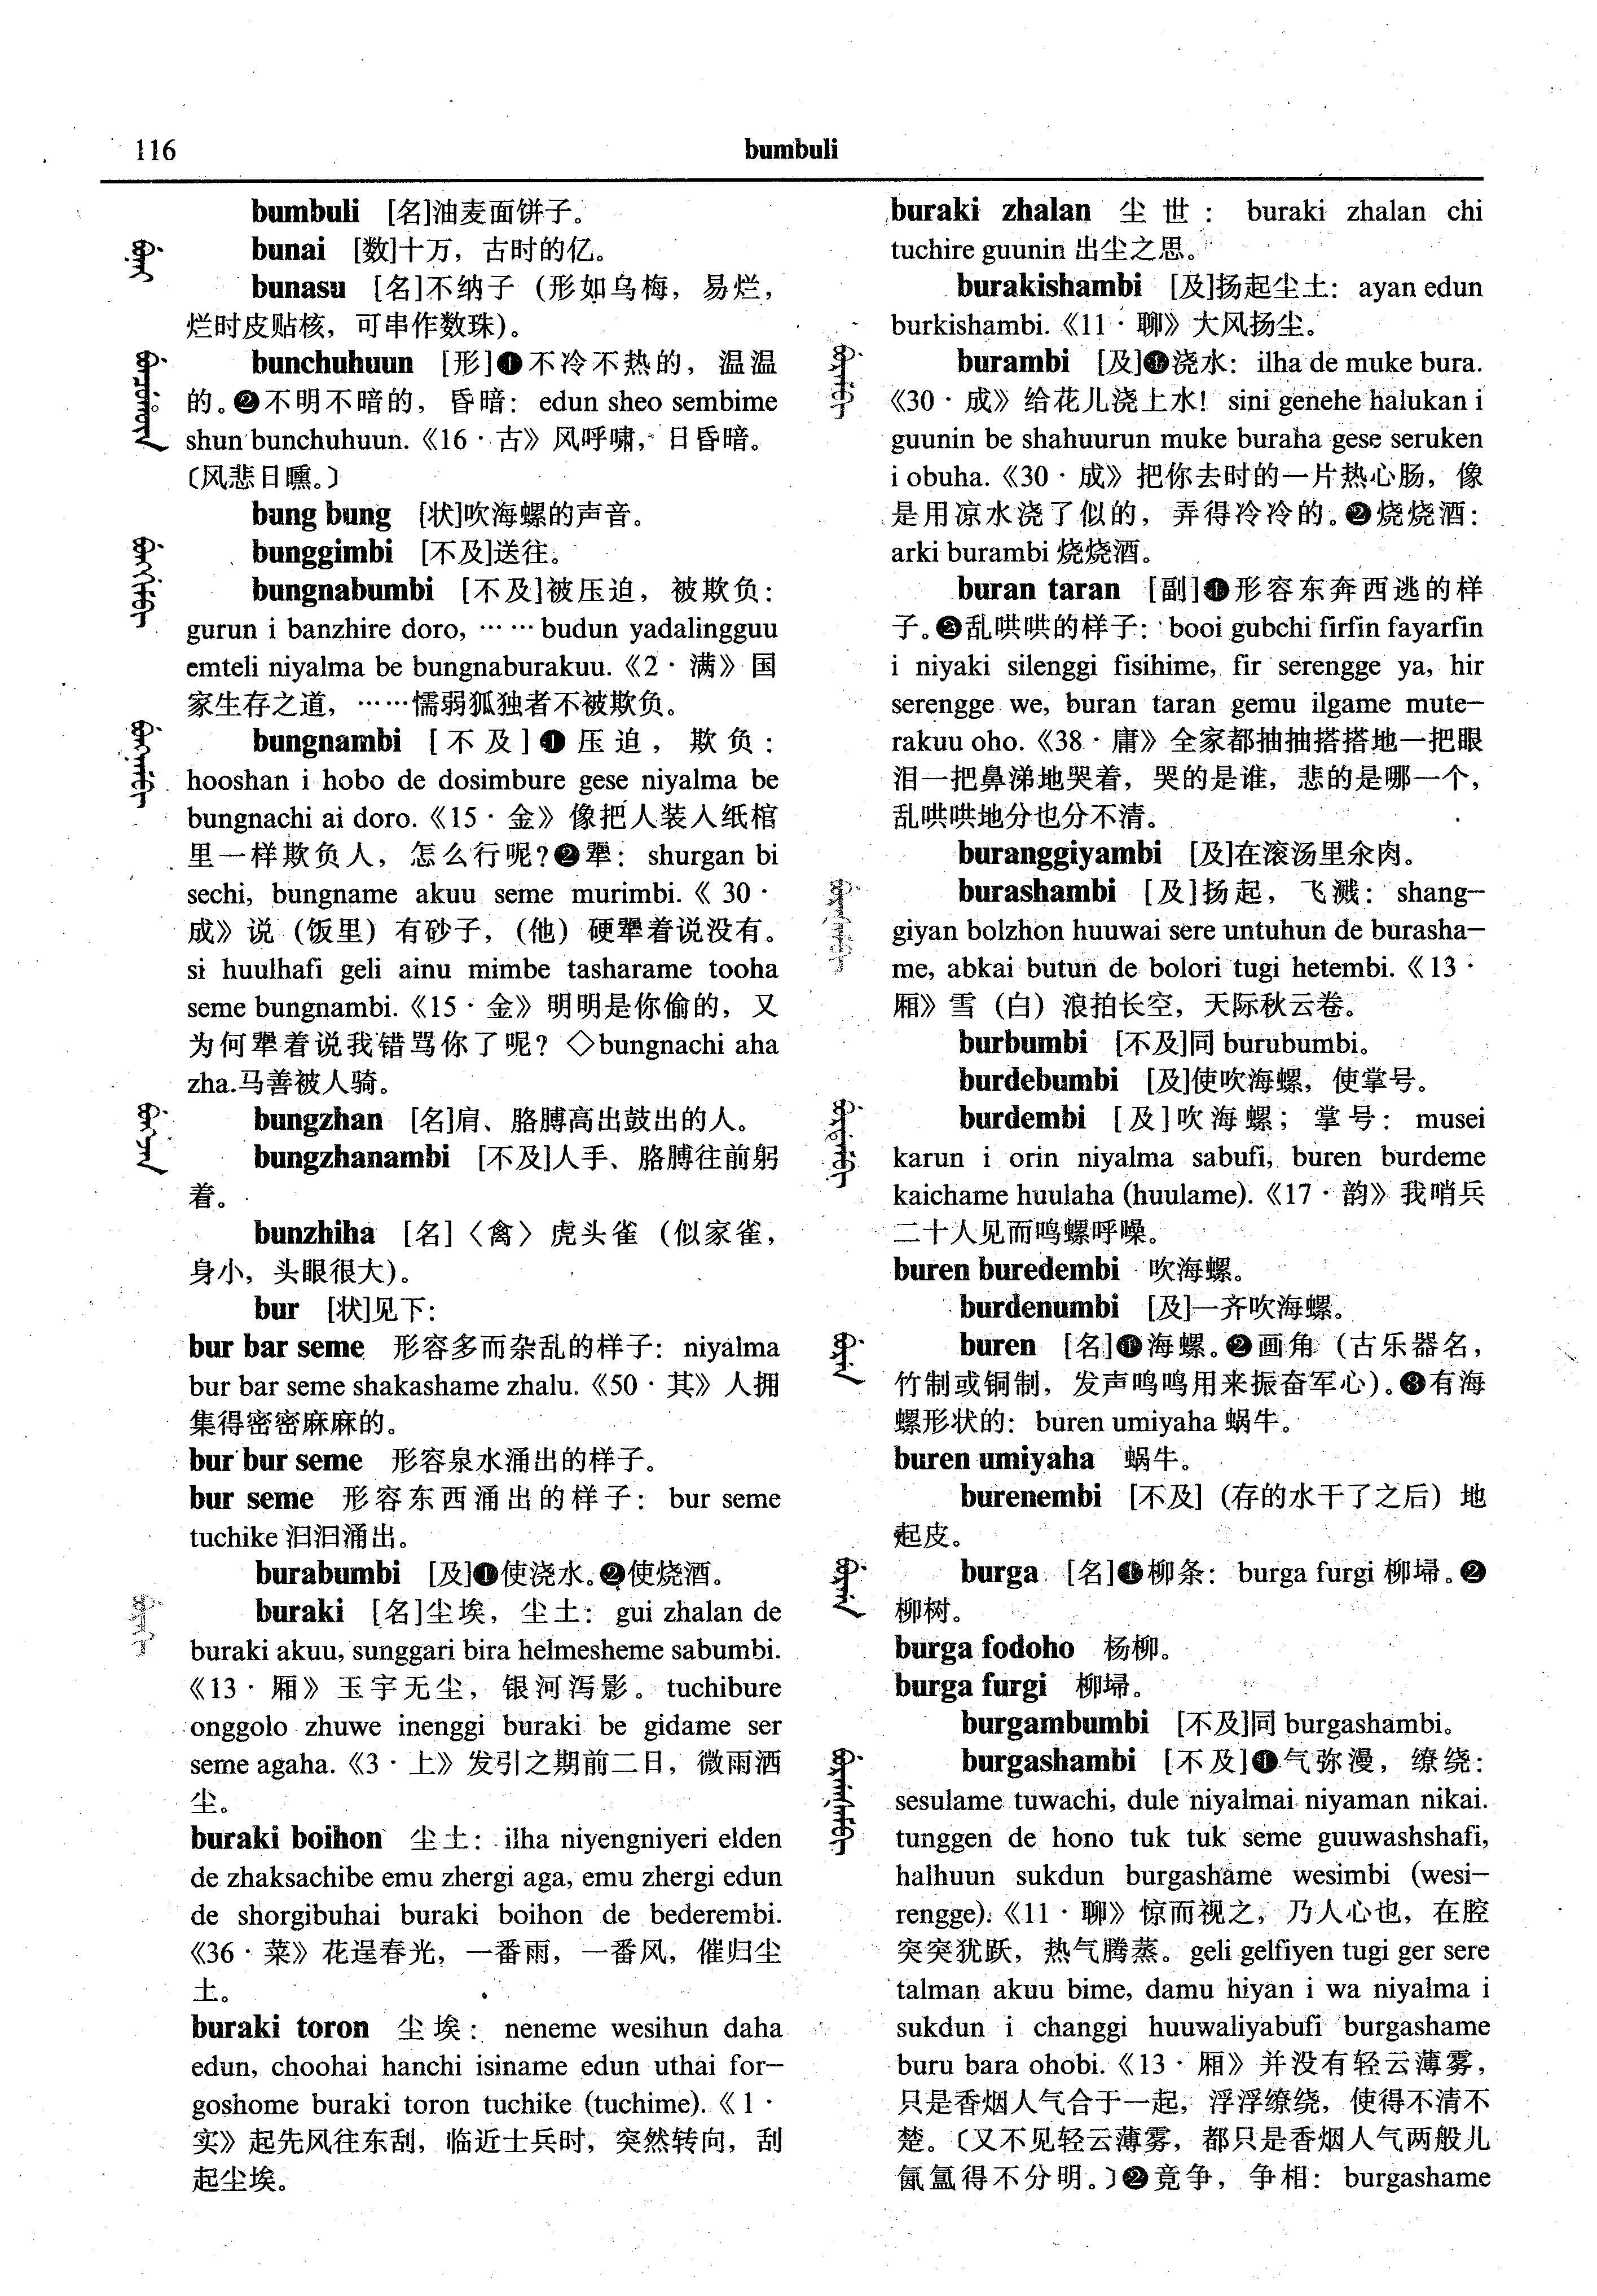 116
bumbuli
bumbuli [名]油麦面饼子。
bunai [数]十万，古时的亿。
bunasu [名]不纳子（形如乌梅，易烂，
烂时皮贴核，可串作数珠）。
bunchuhuun [形]❶不冷不热的，温温
的。❷不明不暗的，昏暗：edun sheo sembime
shun bunchuhuun.《16·古》风呼啸，日昏暗。
〔风悲日曛。〕
bung bung [状]吹海螺的声音。
bunggimbi [不及]送往。
bungnabumbi [不及]被压迫，被欺负：
gurun i banzhire doro, …… budun yadalingguu
emteli niyalma be bungnaburakuu.《2·满》国
家生存之道，……懦弱狐独者不被欺负。
bungnambi [不及]❶压迫，欺负：
hooshan i hobo de dosimbure gese niyalma be
bungnachi ai doro.《15·金》像把人装入纸棺
里一样欺负人，怎么行呢?❷犟：shurgan bi
sechi, bungname akuu seme murimbi.《30·
成》说（饭里）有砂子，（他）硬犟着说没有。
si huulhafi geli ainu mimbe tasharame tooha
seme bungnambi.《15·金》明明是你偷的，又
为何犟着说我错骂你了呢？◇bungnachi aha
zha.马善被人骑。
bungzhan [名]肩、胳膊高出鼓出的人。
bungzhanambi [不及]人手、胳膊往前躬
着。
bunzhiha [名]〈禽〉虎头雀（似家雀，
身小，头眼很大）。
bur [状]见下：
bur bar seme 形容多而杂乱的样子：niyalma
bur bar seme shakashame zhalu.《50·其》人拥
集得密密麻麻的。
bur bur seme 形容泉水涌出的样子。
bur seme 形容东西涌出的样子：bur seme
tuchike 汩汩涌出。
burabumbi [及]❶使浇水。❷使烧酒。
buraki [名]尘埃，尘土：gui zhalan de
buraki akuu, sunggari bira helmesheme sabumbi.
《13·厢》玉宇无尘，银河泻影。tuchibure
onggolo zhuwe inenggi buraki be gidame ser
seme agaha.《3·上》发引之期前二日，微雨洒
尘。
buraki boihon 尘土：ilha niyengniyeri elden
de zhaksachibe emu zhergi aga, emu zhergi edun
de shorgibuhai buraki boihon de bederembi.
《36·菜》花逞春光，一番雨，一番风，催归尘
土。
buraki toron 尘埃：neneme wesihun daha
edun, choohai hanchi isiname edun uthai for-
goshome buraki toron tuchike (tuchime).《1·
实》起先风往东刮，临近士兵时，突然转向，刮
起尘埃。
buraki zhalan 尘世：buraki zhalan chi
tuchire guunin 出尘之思。
burakishambi [及]扬起尘土：ayan edun
burkishambi.《11·聊》大风扬尘。
burambi [及]❶浇水：ilha de muke bura.
《30·成》给花儿浇上水！sini genehe halukan i
guunin be shahuurun muke buraha gese seruken
i obuha.《30·成》把你去时的一片热心肠，像
是用凉水浇了似的，弄得冷冷的。❷烧烧酒：
arki burambi 烧烧酒。
buran taran [副]❶形容东奔西逃的样
子。❷乱哄哄的样子：booi gubchi firfin fayarfin
i niyaki silenggi fisihime, fir serengge ya, hir
serengge we, buran taran gemu ilgame mute-
rakuu oho.《38·庸》全家都抽抽搭搭地一把眼
泪一把鼻涕地哭着，哭的是谁，悲的是哪一个，
乱哄哄地分也分不清。
buranggiyambi [及]在滚汤里汆肉。
burashambi [及]扬起，飞溅：shang-
giyan bolzhon huuwai sere untuhun de burasha-
me, abkai butun de bolori tugi hetembi.《13·
厢》雪（白）浪拍长空，天际秋云卷。
burbumbi [不及]同 burubumbi。
burdebumbi [及]使吹海螺，使掌号。
burdembi [及]吹海螺；掌号：musei
karun i orin niyalma sabufi, buren burdeme
kaichame huulaha (huulame).《17·韵》我哨兵
二十人见而鸣螺呼噪。
buren buredembi 吹海螺。
burdenumbi [及]一齐吹海螺。
buren [名]❶海螺。❷画角（古乐器名，
竹制或铜制，发声呜呜用来振奋军心）。❸有海
螺形状的：buren umiyaha 蜗牛。
buren umiyaha 蜗牛。
burenembi [不及]（存的水干了之后）地
起皮。
burga [名]❶柳条：burga furgi 柳埽。❷
柳树。
burga fodoho 杨柳。
burga furgi 柳埽。
burgambumbi [不及]同 burgashambi。
burgashambi [不及]❶气弥漫，缭绕：
sesulame tuwachi, dule niyalmai niyaman nikai.
tunggen de hono tuk tuk seme guuwashshafi,
halhuun sukdun burgashame wesimbi (wesi-
rengge).《11·聊》惊而视之，乃人心也，在腔
突突犹跃，热气腾蒸。geli gelfiyen tugi ger sere
talman akuu bime, damu hiyan i wa niyalma i
sukdun i changgi huuwaliyabufi burgashame
buru bara ohobi.《13·厢》并没有轻云薄雾，
只是香烟人气合于一起，浮浮缭绕，使得不清不
楚。〔又不见轻云薄雾，都只是香烟人气两般儿
氤氲得不分明。〕❷竟争，争相：burgashame